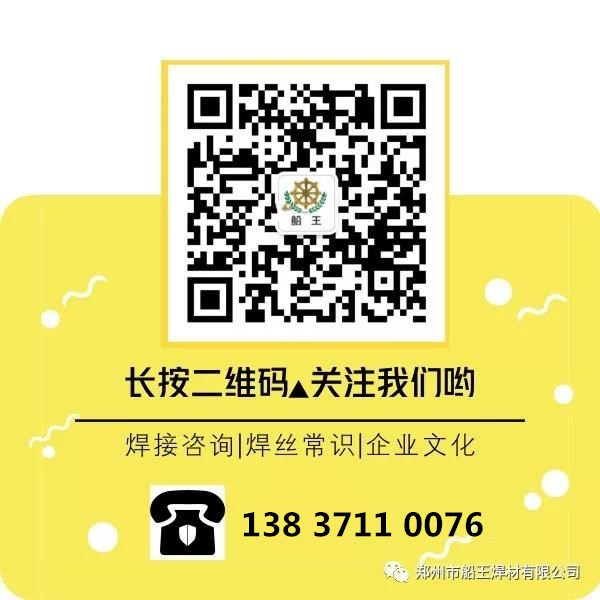 船 王
长按二维码▲关注我们哟
焊接咨询|焊丝常识|企业文化
138 3711 0076
郑州市船王焊材有限公司